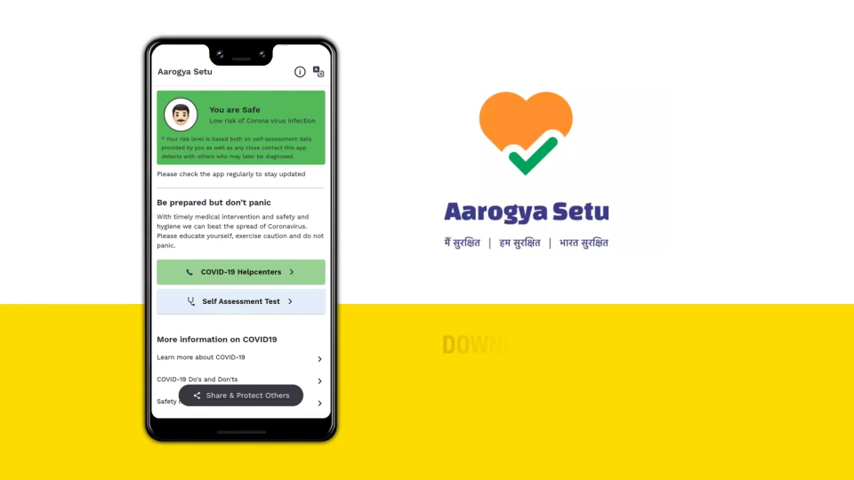 Aarogya Setu
You are Safe
Low risk of Corona virus infection
* Your risk level is based both on self-assessment data
provided by you as well as any close contact this app
detects with others who may later be diagnosed.
Please check the app regularly to stay updated
Be prepared but don't panic
With timely medical intervention and safety and
hygiene we can beat the spread of Coronavirus.
Please educate yourself, exercise caution and do not
panic.
COVID-19 Helpcenters
Self Assessment Test
More information on COVID19
Learn more about COVID-19
COVID-19 Do's and Don'ts
Safety
Share & Protect Others
Aarogya Setu
मैं सुरक्षित | हम सुरक्षित | भारत सुरक्षित